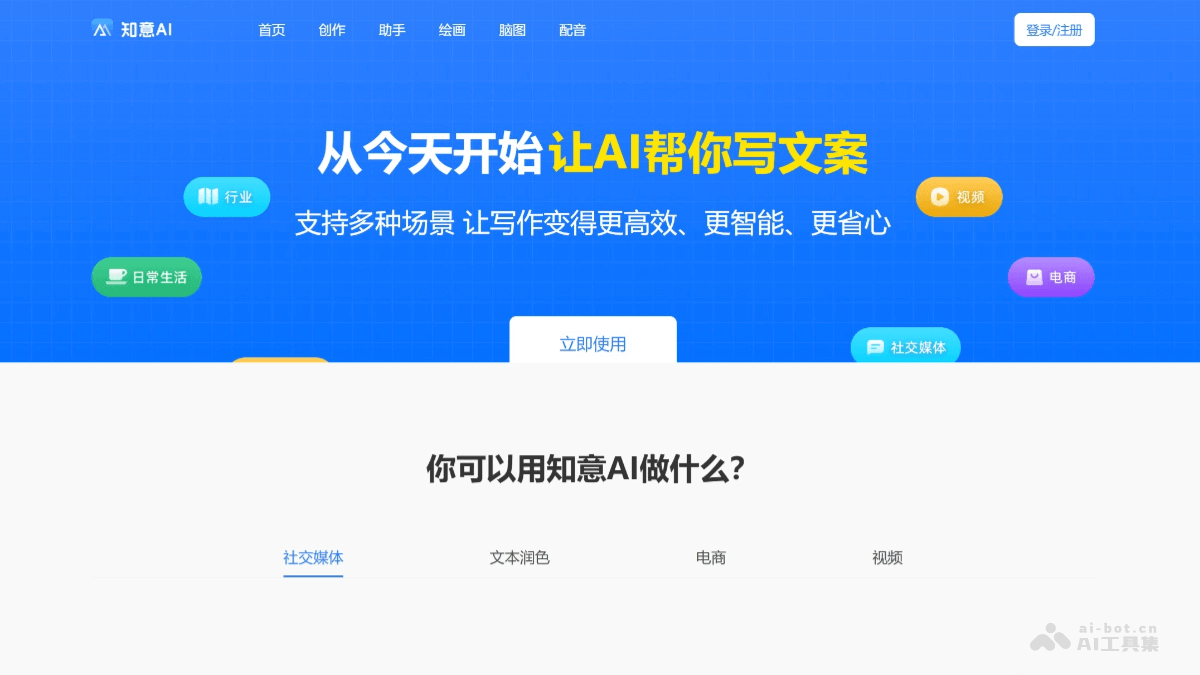 知意AI
首页 创作 助手 绘画 脑图 配音
登录/注册
从今天开始让AI帮你写文案
行业
视频
支持多种场景 让写作变得更高效、更智能、更省心
日常生活
电商
立即使用
社交媒体
你可以用知意AI做什么？
社交媒体 文本润色 电商 视频
ai-bot.cn
AI工具集